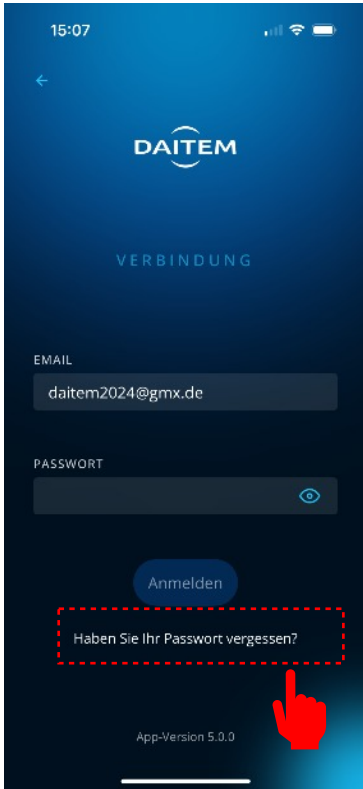 15:07
DAITEM
VERBINDUNG
EMAIL
daitem2024@gmx.de
PASSWORT
Anmelden
Haben Sie Ihr Passwort vergessen?
App-Version 5.0.0